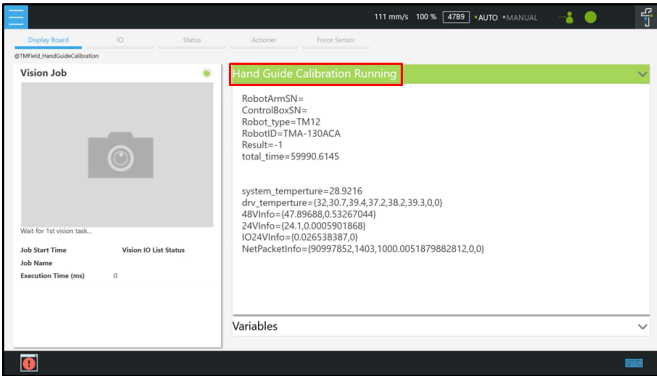 111 mm/s 100 % 47B9 •AUTO •MANUAL
Display Board IO Status Actioner Force Sensor
@TMField_HandGuideCalibration
Vision Job
Wait for 1st vision task..
Job Start Time Vision IO List Status
Job Name
Execution Time (ms) 0
Hand Guide Calibration Running
RobotArmSN=
ControlBoxSN=
Robot_type=TM12
RobotID=TMA-130ACA
Result=-1
total_time=59990.6145
system_temperture=28.9216
drv_temperture={32,30.7,39.4,37.2,38.2,39.3,0,0}
48VInfo={47.89688,0.53267044}
24VInfo={24.1,0.0005901868}
IO24VInfo={0.026538387,0}
NetPacketInfo={90997852,1403,1000.0051879882812,0,0}
Variables